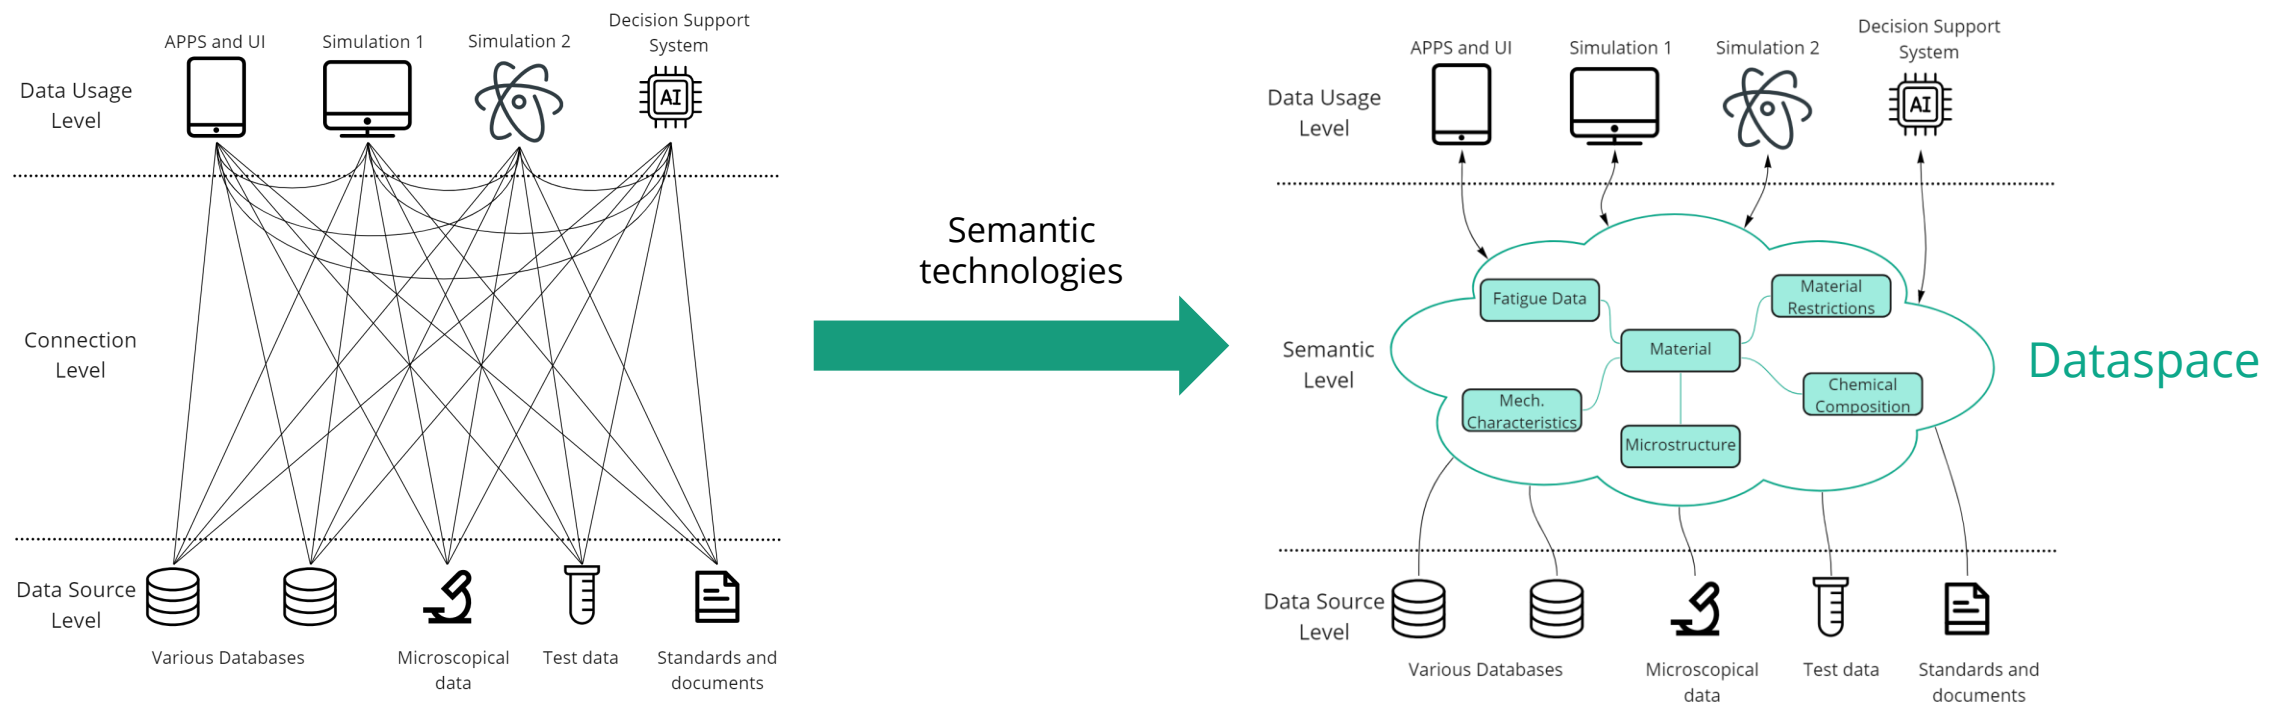 APPS and UI
Simulation 1
Simulation 2
Decision Support
System
Data Usage
Level
AI
Connection
Level
Data Source
Level
Various Databases
Microscopical
data
Test data
Standards and
documents
Semantic
technologies
APPS and UI
Simulation 1
Simulation 2
Decision Support
System
Data Usage
Level
AI
Semantic
Level
Fatigue Data
Material
Restrictions
Material
Mech.
Characteristics
Chemical
Composition
Microstructure
Dataspace
Data Source
Level
Various Databases
Microscopical
data
Test data
Standards and
documents